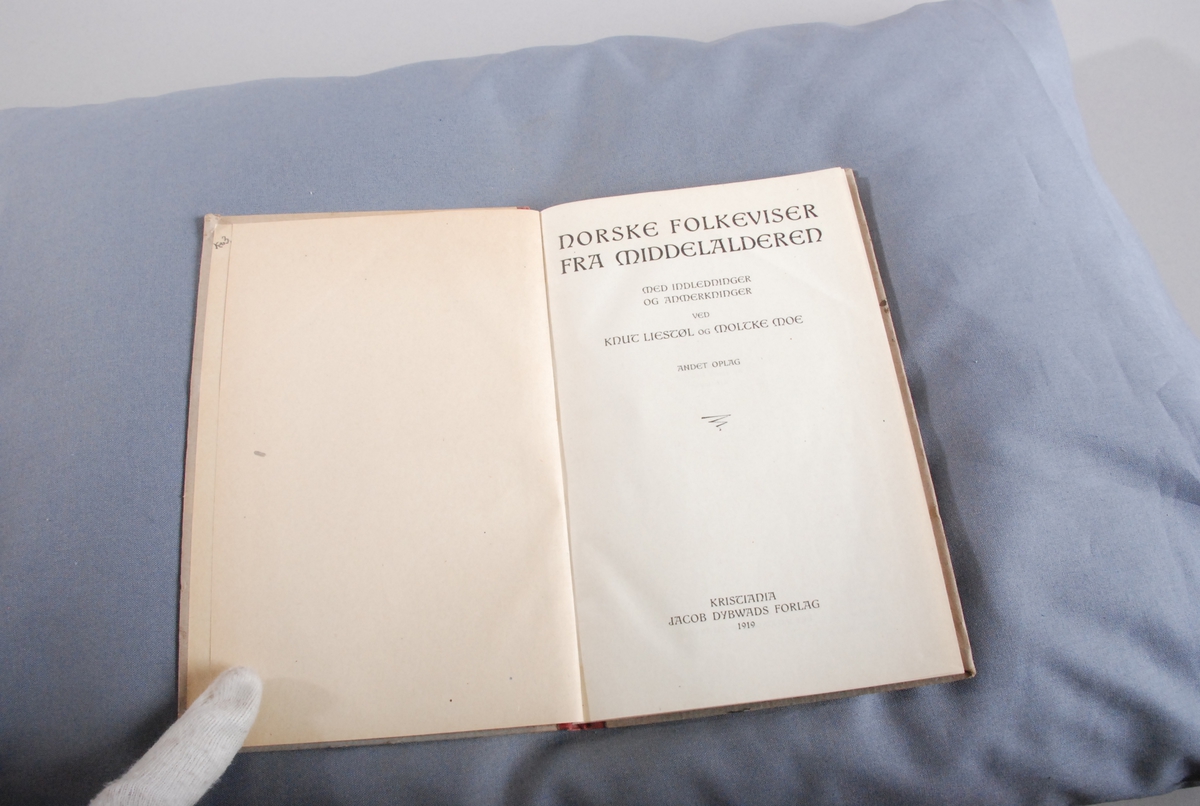 NORSKE FOLKEVISER
FRA MIDDELALDEREN
MED INDLEDNINGER
OG ANMERKNINGER
VED
KNUT LIESTØL OG MOLTKE MOE
ANDET OPLAG
KRISTIANIA
JACOB DYBWADS FORLAG
1919